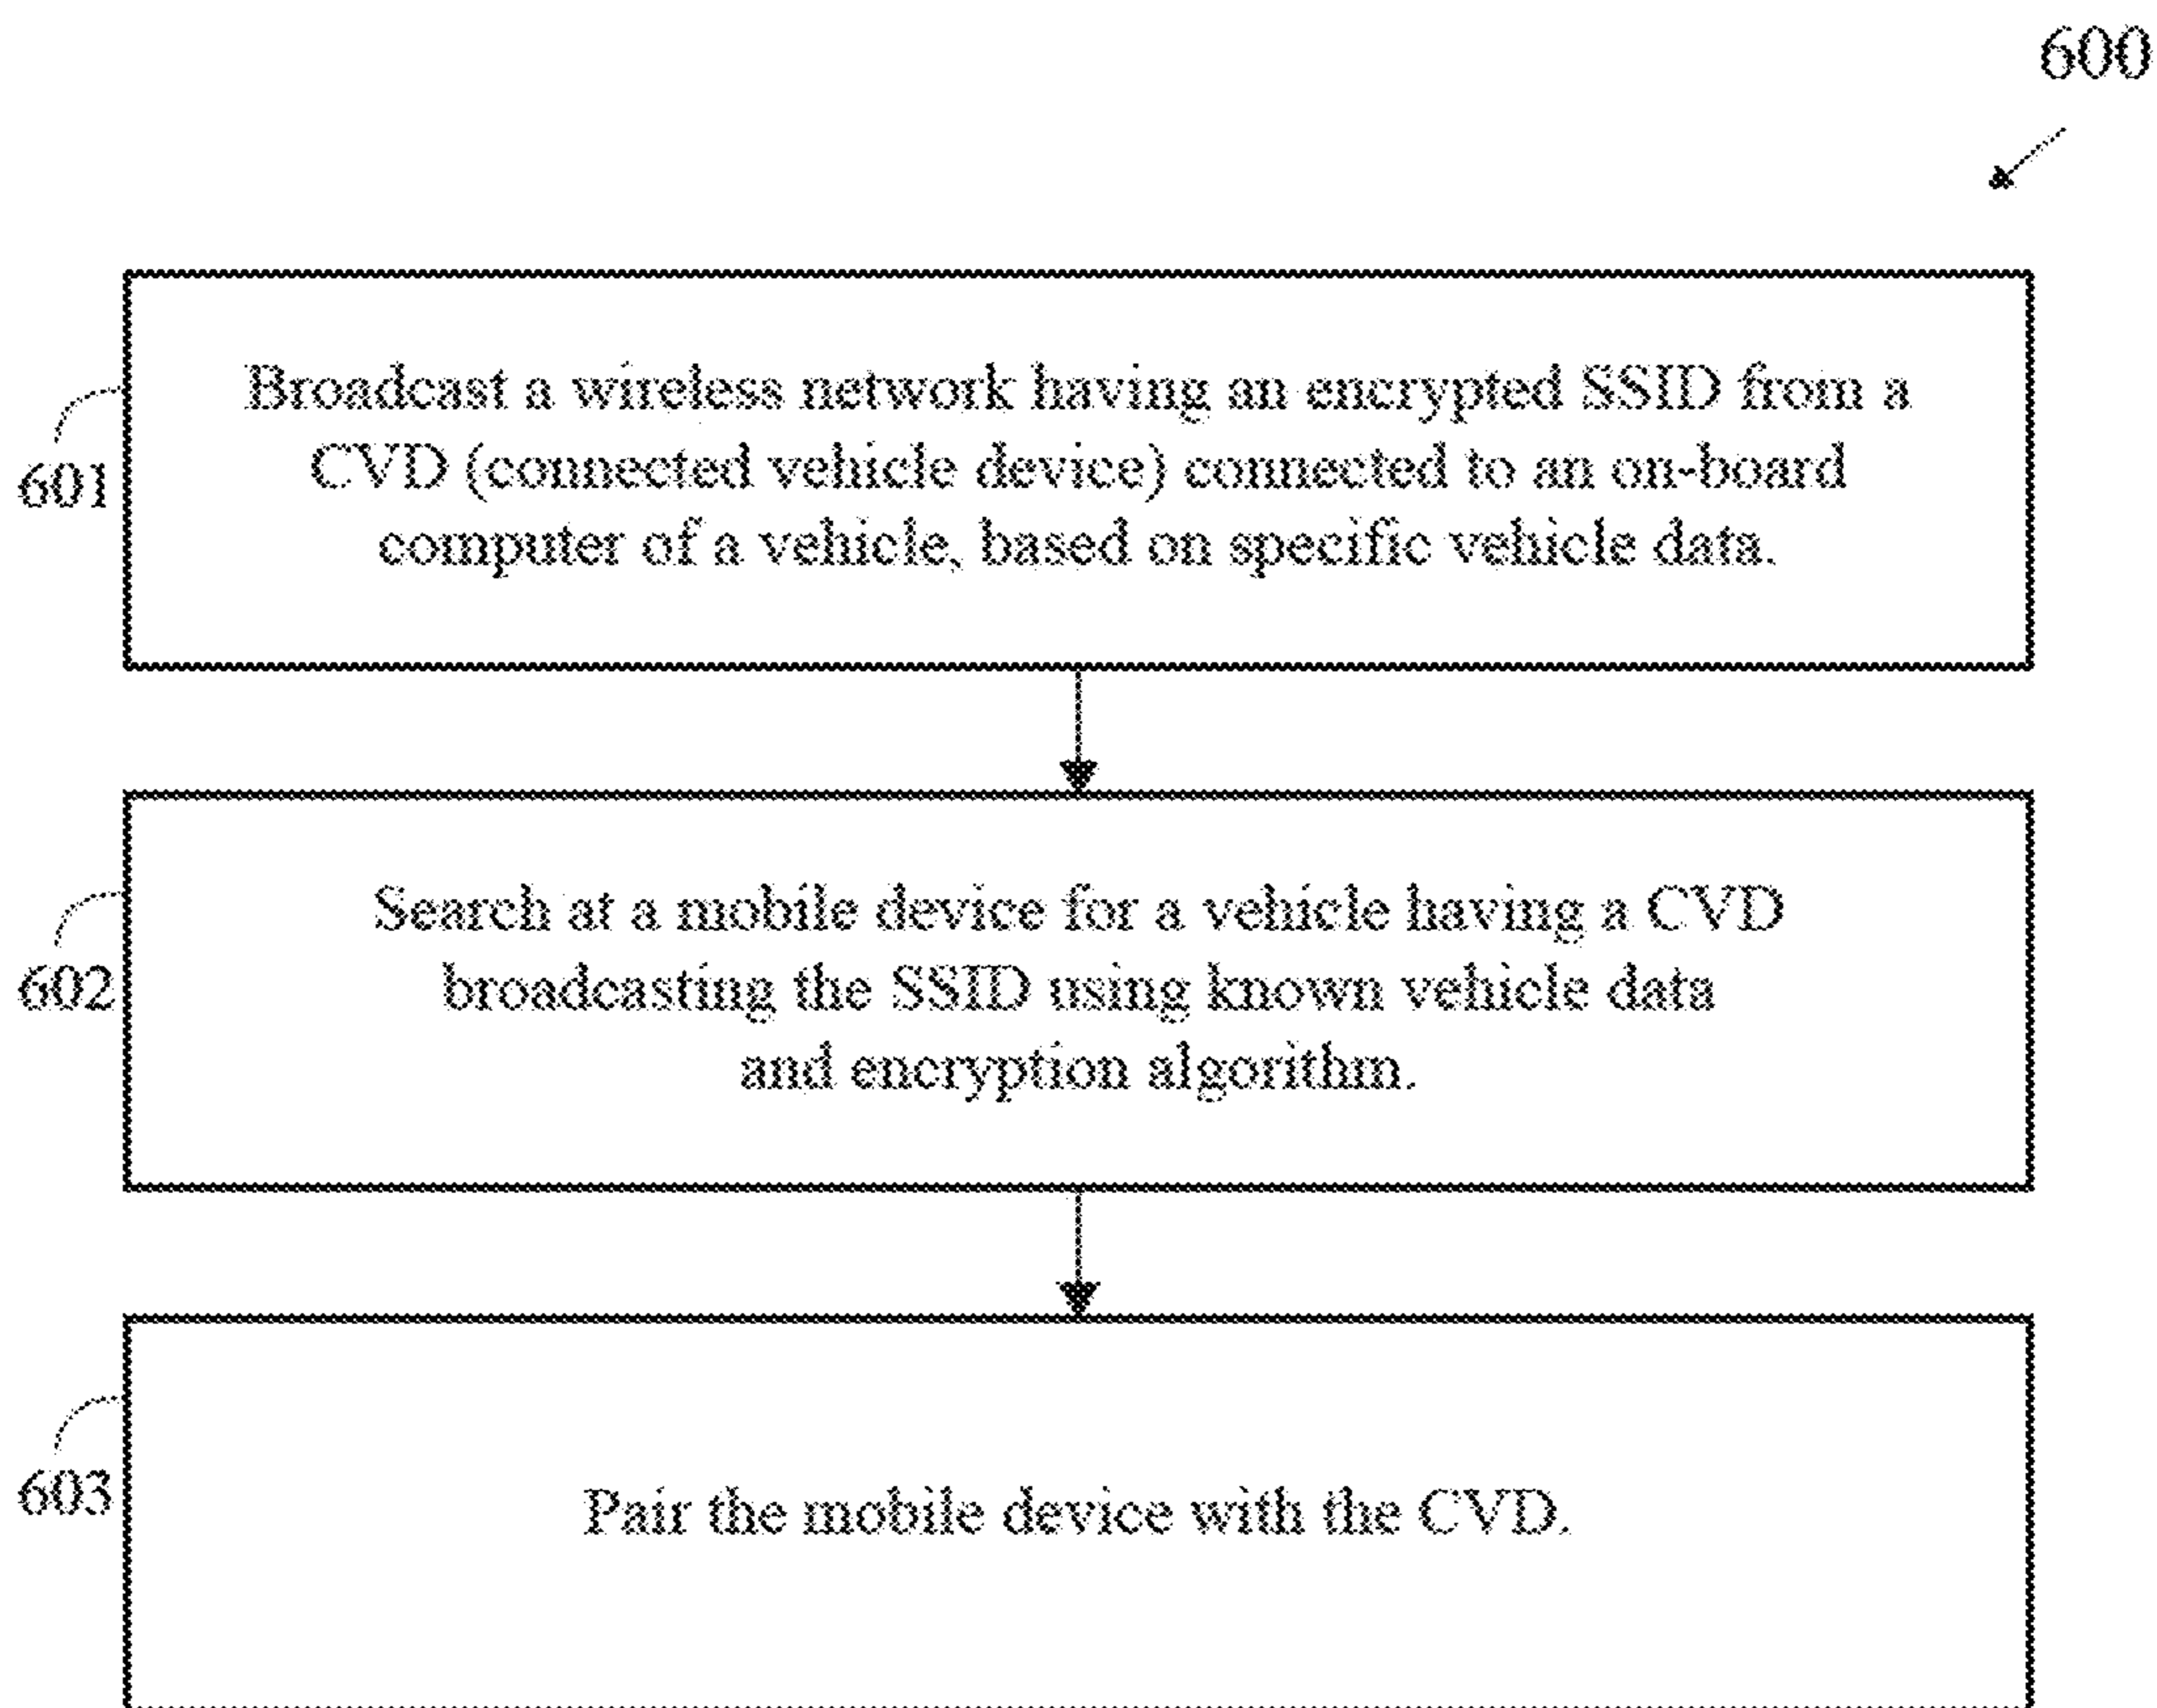 600
Broadcast a wireless network having an encrypted SSID from a
CVD (connected vehicle device) connected to an on-board
computer of a vehicle, based on specific vehicle data.
601
Search at a mobile device for a vehicle having a CVD
broadcasting the SSID using known vehicle data
and encryption algorithm.
602
Pair the mobile device with the CVD.
603